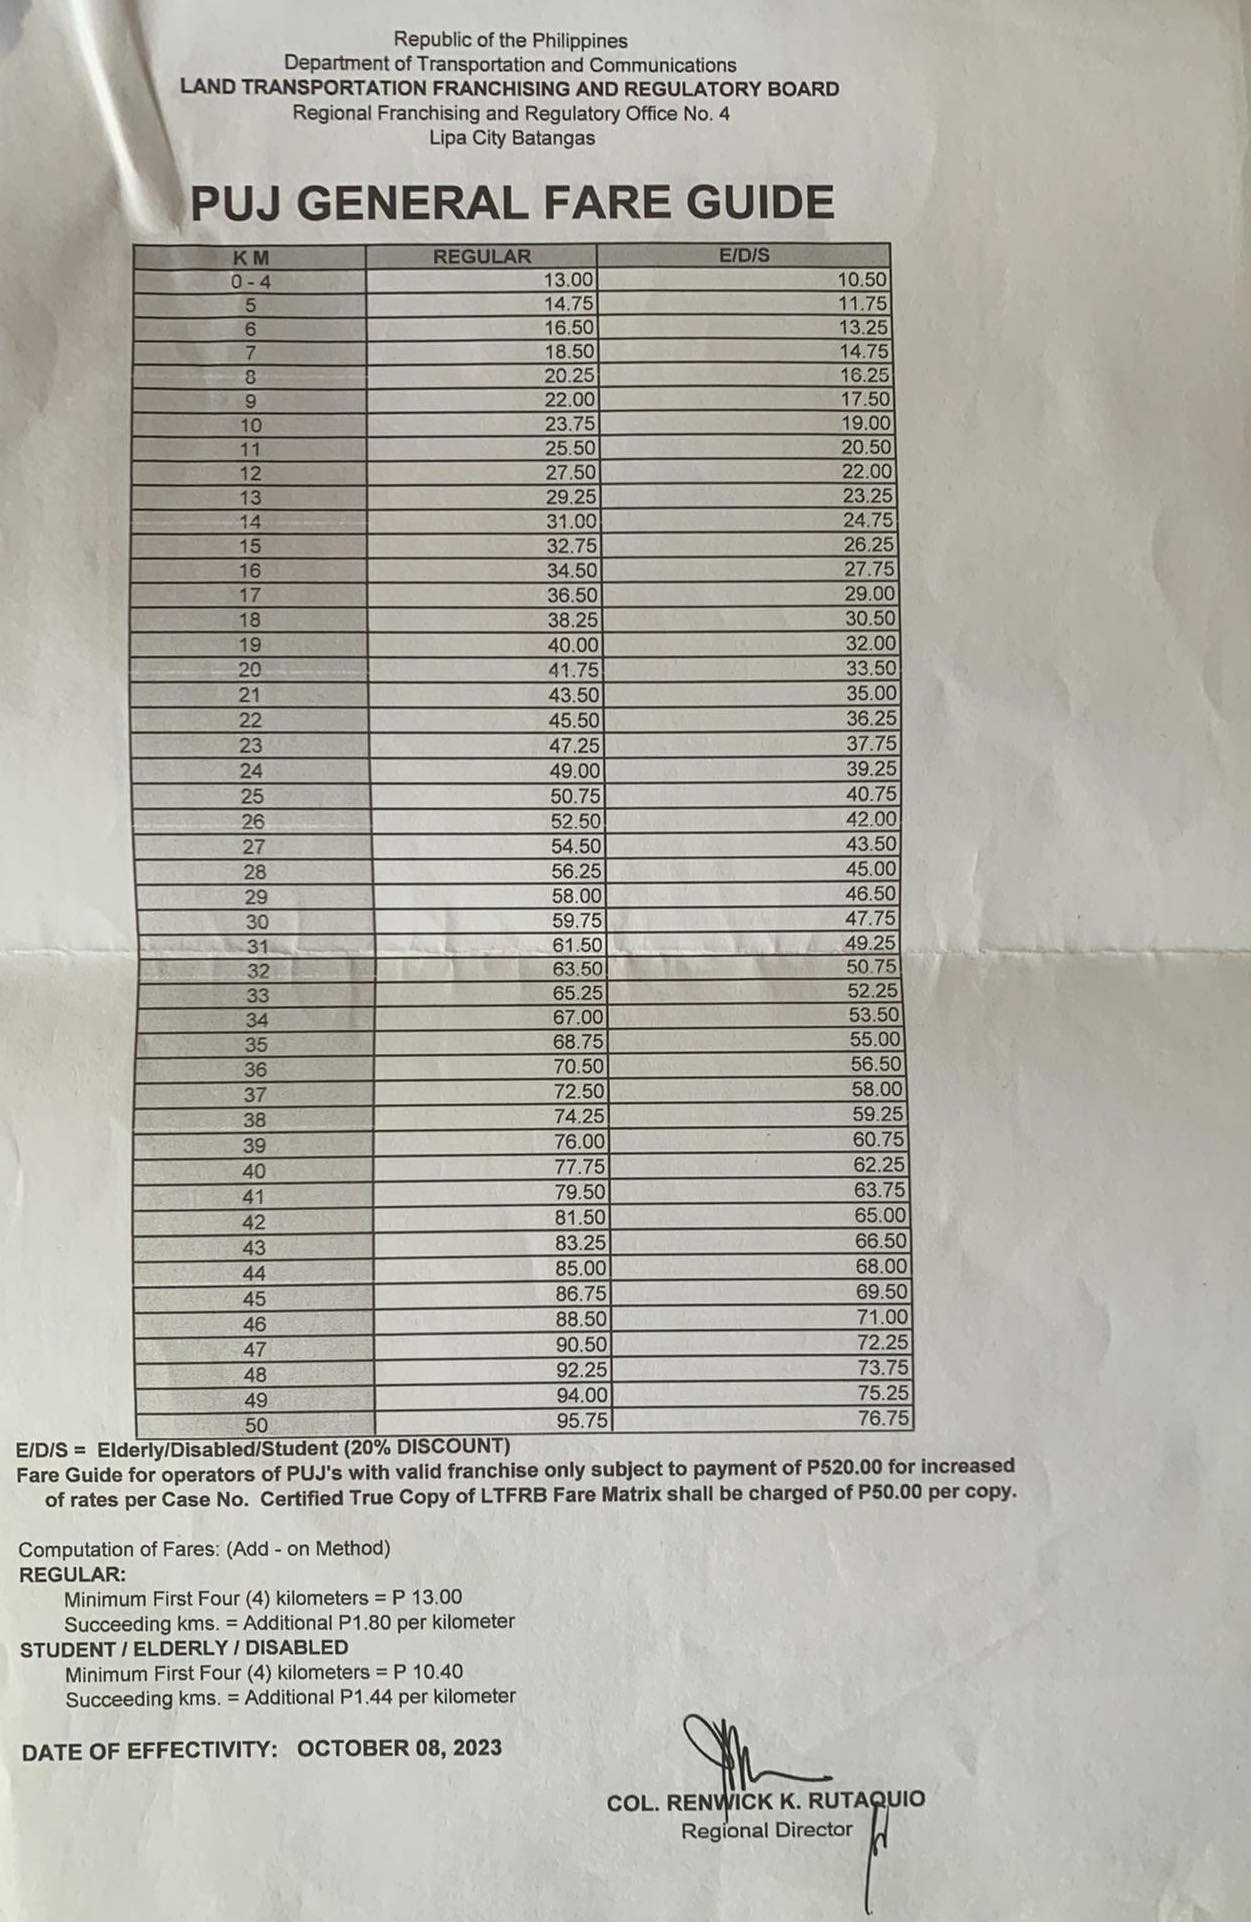 Republic of the Philippines
Department of Transportation and Communications
LAND TRANSPORTATION FRANCHISING AND REGULATORY BOARD
Regional Franchising and Regulatory Office No. 4
Lipa City Batangas
PUJ GENERAL FARE GUIDE
KM REGULAR E/D/S
0 - 4 13.00 10.50
5 14.75 11.75
6 16.50 13.25
7 18.50 14.75
8 20.25 16.25
9 22.00 17.50
10 23.75 19.00
11 25.50 20.50
12 27.50 22.00
13 29.25 23.25
14 31.00 24.75
15 32.75 26.25
16 34.50 27.75
17 36.50 29.00
18 38.25 30.50
19 40.00 32.00
20 41.75 33.50
21 43.50 35.00
22 45.50 36.25
23 47.25 37.75
24 49.00 39.25
25 50.75 40.75
26 52.50 42.00
27 54.50 43.50
28 56.25 45.00
29 58.00 46.50
30 59.75 47.75
31 61.50 49.25
32 63.50 50.75
33 65.25 52.25
34 67.00 53.50
35 68.75 55.00
36 70.50 56.50
37 72.50 58.00
38 74.25 59.25
39 76.00 60.75
40 77.75 62.25
41 79.50 63.75
42 81.50 65.00
43 83.25 66.50
44 85.00 68.00
45 86.75 69.50
46 88.50 71.00
47 90.50 72.25
48 92.25 73.75
49 94.00 75.25
50 95.75 76.75
E/D/S = Elderly/Disabled/Student (20% DISCOUNT)
Fare Guide for operators of PUJ's with valid franchise only subject to payment of P520.00 for increased
of rates per Case No. Certified True Copy of LTFRB Fare Matrix shall be charged of P50.00 per copy.
Computation of Fares: (Add - on Method)
REGULAR:
Minimum First Four (4) kilometers = P 13.00
Succeeding kms. = Additional P1.80 per kilometer
STUDENT / ELDERLY / DISABLED
Minimum First Four (4) kilometers = P 10.40
Succeeding kms. = Additional P1.44 per kilometer
DATE OF EFFECTIVITY: OCTOBER 08, 2023
COL. RENWICK K. RUTAQUIO
Regional Director